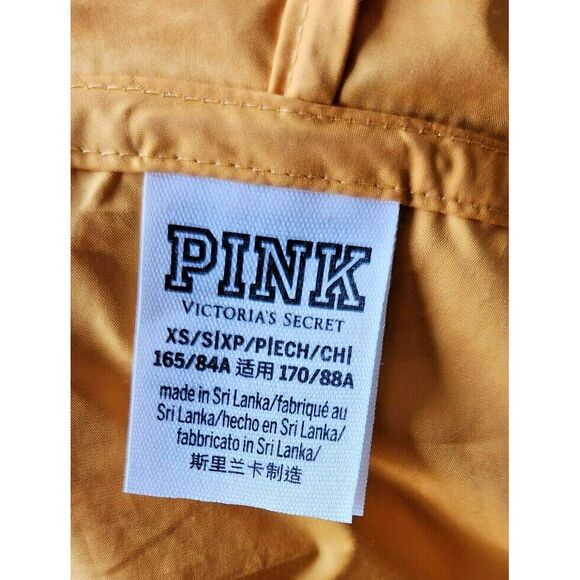 PINK
VICTORIA'S SECRET
XS/S|XP/P|ECH/CH|
165/84A 适用 170/88A
made in Sri Lanka/fabriqué au
Sri Lanka/hecho en Sri Lanka/
fabbricato in Sri Lanka/
斯里兰卡制造